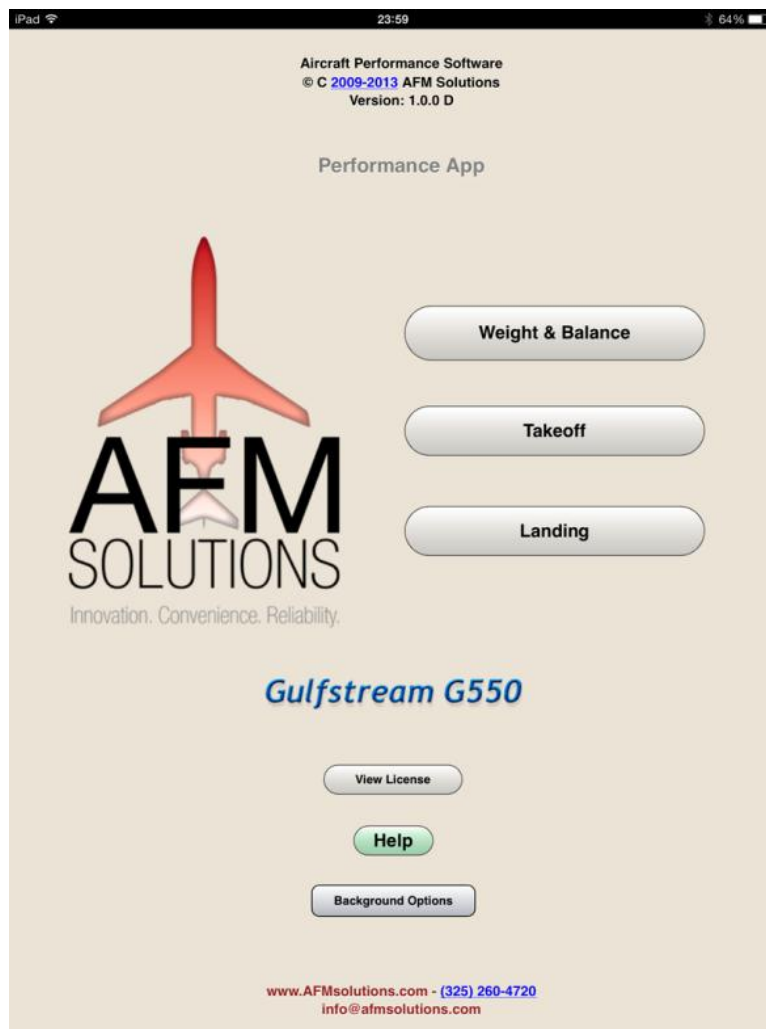 iPad 23:59 64%
Aircraft Performance Software
© C 2009-2013 AFM Solutions
Version: 1.0.0 D
Performance App
Weight & Balance
Takeoff
Landing
AFM
SOLUTIONS
Innovation. Convenience. Reliability.
Gulfstream G550
View License
Help
Background Options
www.AFMsolutions.com - (325) 260-4720
info@afmsolutions.com